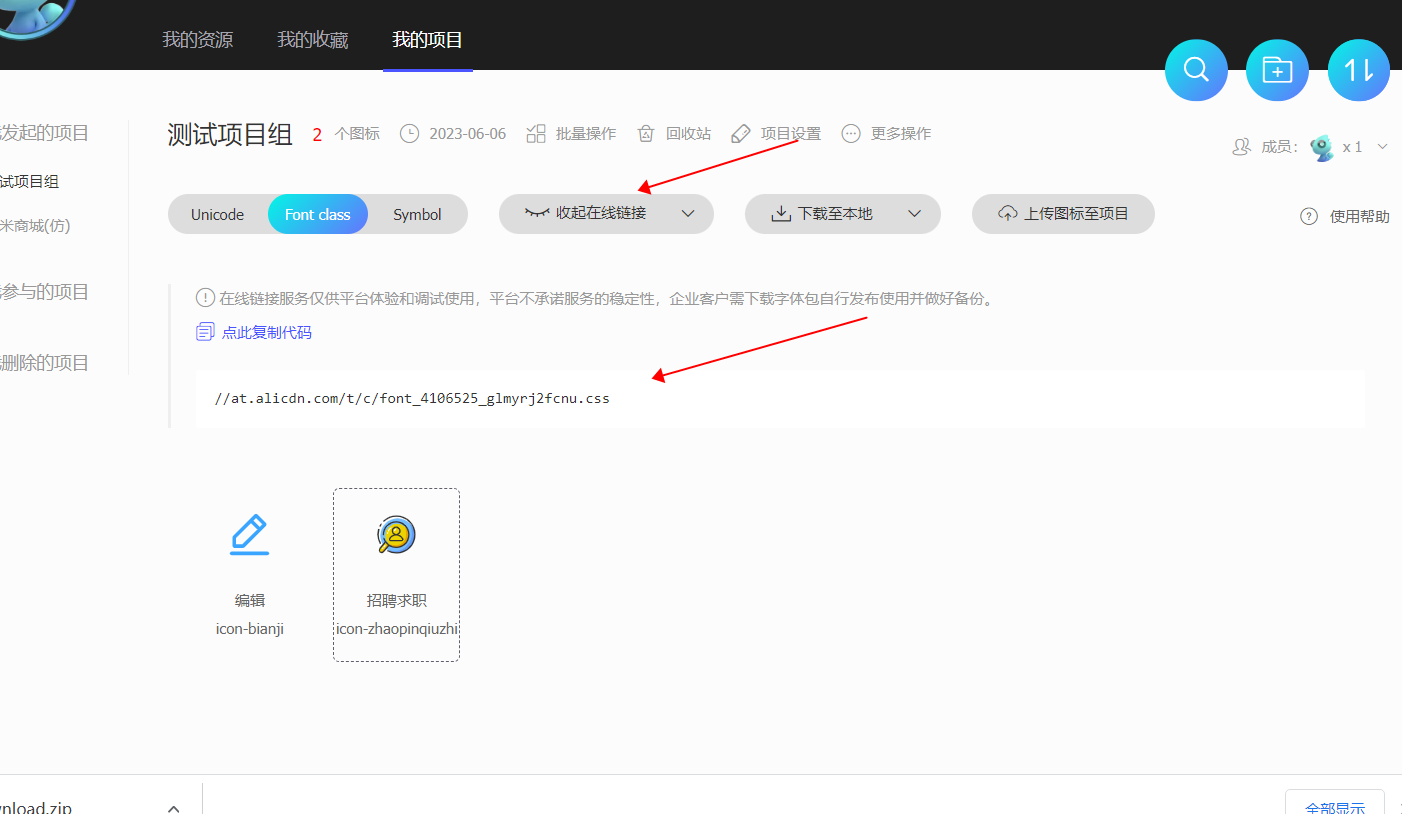 我的资源 我的收藏 我的项目
发起的项目
测试项目组 2 个图标 2023-06-06 批量操作 回收站 项目设置 更多操作
成员： x 1
试项目组
Unicode Font class Symbol 收起在线链接 下载至本地 上传图标至项目 使用帮助
米商城(仿)
参与的项目
在线链接服务仅供平台体验和调试使用，平台不承诺服务的稳定性，企业客户需下载字体包自行发布使用并做好备份。
点此复制代码
删除的项目
//at.alicdn.com/t/c/font_4106525_glmyrj2fcnu.css
编辑 招聘求职
icon-bianji icon-zhaopinqiuzhi
nload.zip 全部显示